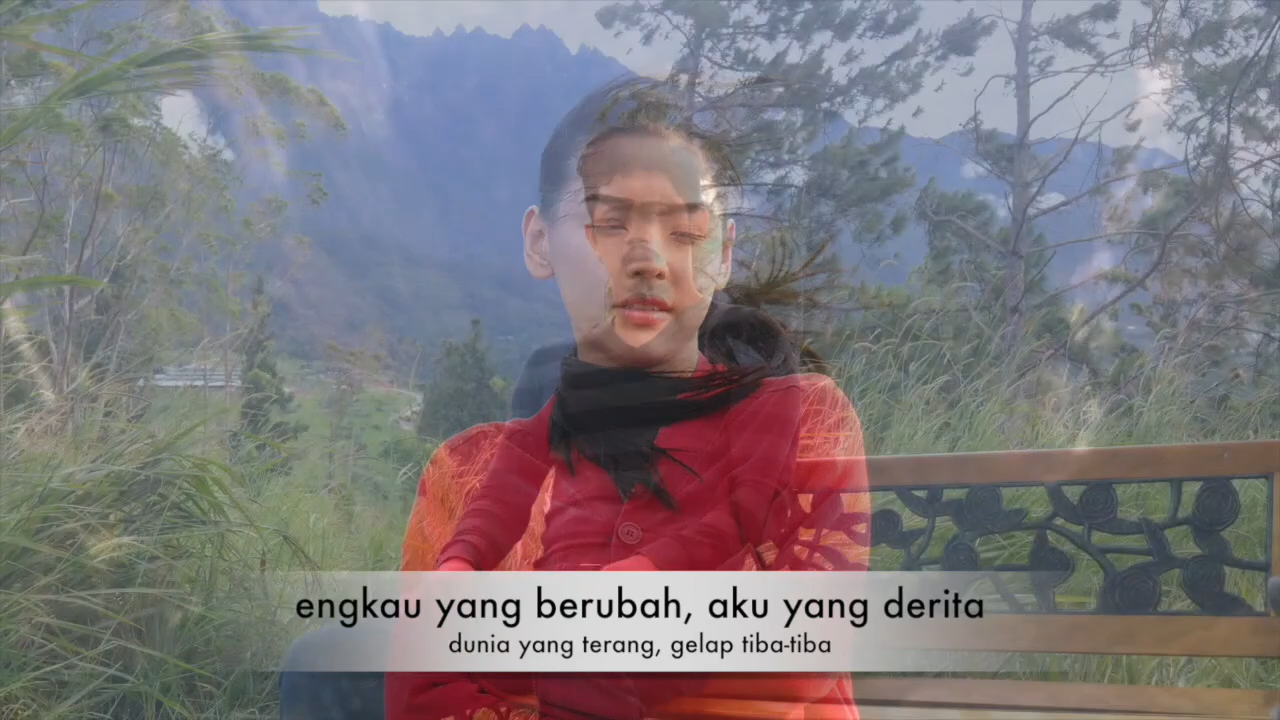 engkau yang berubah, aku yang derita
dunia yang terang, gelap tiba-tiba